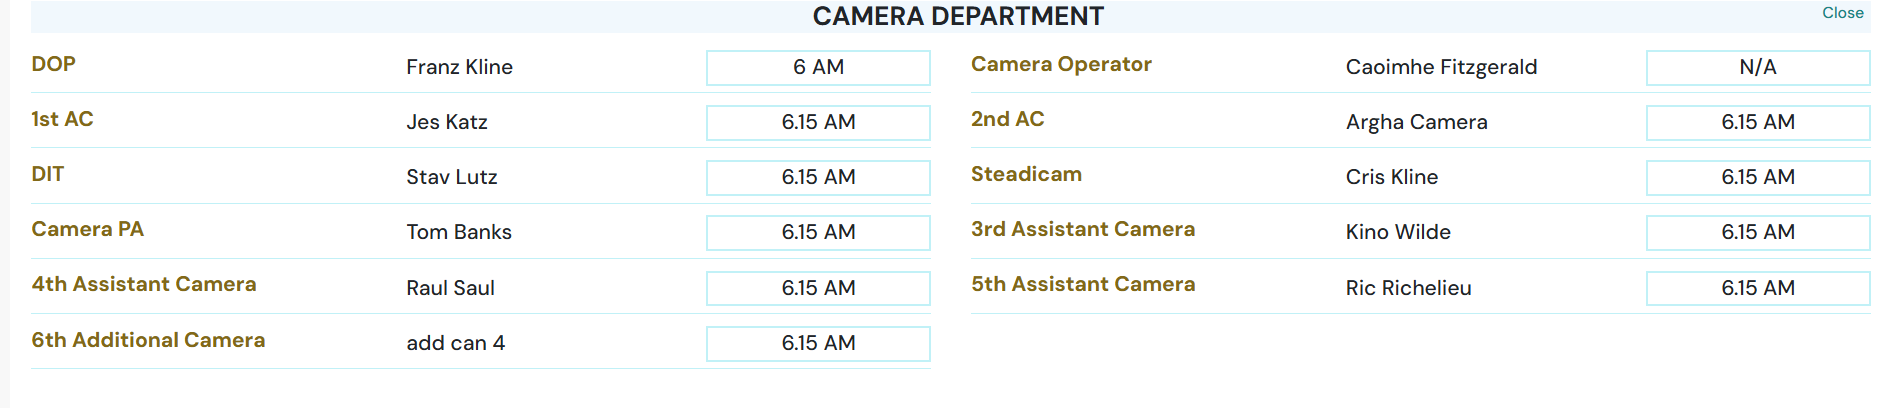 CAMERA DEPARTMENT
Close
DOP Franz Kline 6 AM Camera Operator Caoimhe Fitzgerald N/A
1st AC Jes Katz 6.15 AM 2nd AC Argha Camera 6.15 AM
DIT Stav Lutz 6.15 AM Steadicam Cris Kline 6.15 AM
Camera PA Tom Banks 6.15 AM 3rd Assistant Camera Kino Wilde 6.15 AM
4th Assistant Camera Raul Saul 6.15 AM 5th Assistant Camera Ric Richelieu 6.15 AM
6th Additional Camera add can 4 6.15 AM